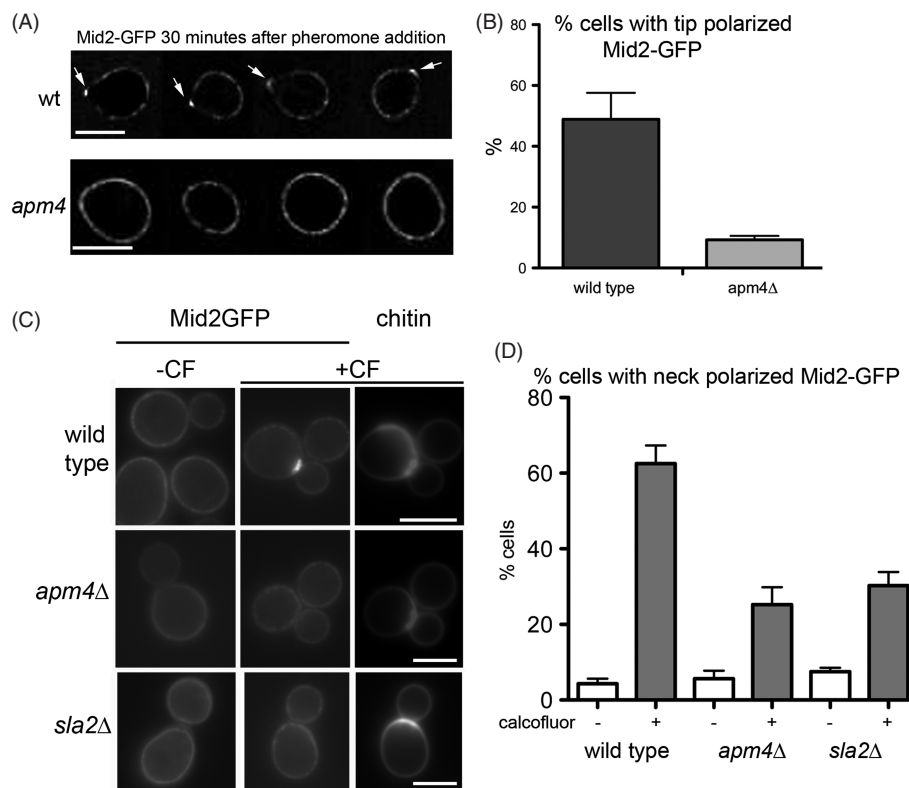 (A)
Mid2-GFP 30 minutes after pheromone addition
wt
apm4
(B)
% cells with tip polarized
Mid2-GFP
80
60
40
20
0
%
wild type
apm4Δ
(C)
Mid2GFP
chitin
-CF
+CF
wild
type
apm4Δ
sla2Δ
(D)
% cells with neck polarized Mid2-GFP
80
60
40
20
0
% cells
calcofluor
-
+
-
+
-
+
wild type
apm4Δ
sla2Δ